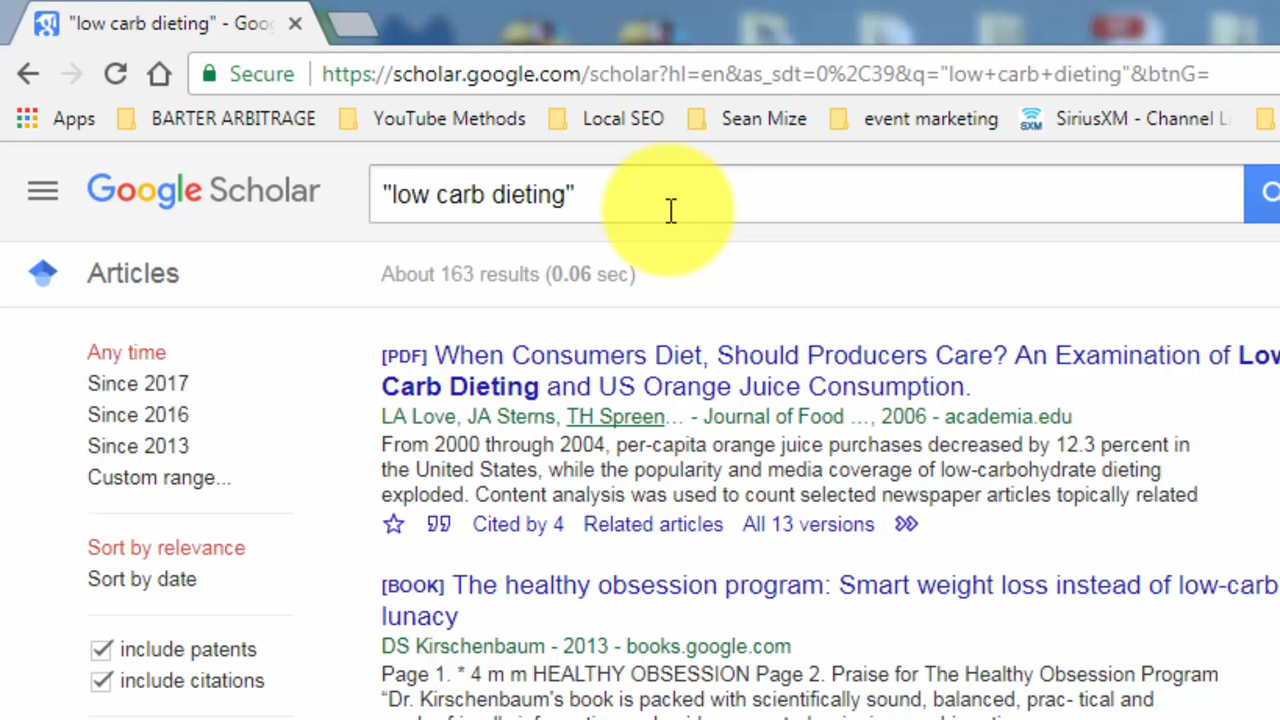 "low carb dieting" - Goo
Secure https://scholar.google.com/scholar?hl=en&as_sdt=0%2C39&q="low+carb+dieting"&btnG=
Apps BARTER ARBITRAGE YouTube Methods Local SEO Sean Mize event marketing SiriusXM - Channel Li
Google Scholar "low carb dieting"
Articles About 163 results (0.06 sec)
Any time
Since 2017
Since 2016
Since 2013
Custom range...
Sort by relevance
Sort by date
include patents
include citations
[PDF] When Consumers Diet, Should Producers Care? An Examination of Low
Carb Dieting and US Orange Juice Consumption.
LA Love, JA Sterns, TH Spreen... - Journal of Food ..., 2006 - academia.edu
From 2000 through 2004, per-capita orange juice purchases decreased by 12.3 percent in
the United States, while the popularity and media coverage of low-carbohydrate dieting
exploded. Content analysis was used to count selected newspaper articles topically related
Cited by 4 Related articles All 13 versions
[BOOK] The healthy obsession program: Smart weight loss instead of low-carb
lunacy
DS Kirschenbaum - 2013 - books.google.com
Page 1. * 4 m m HEALTHY OBSESSION Page 2. Praise for The Healthy Obsession Program
“Dr. Kirschenbaum's book is packed with scientifically sound, balanced, prac- tical and